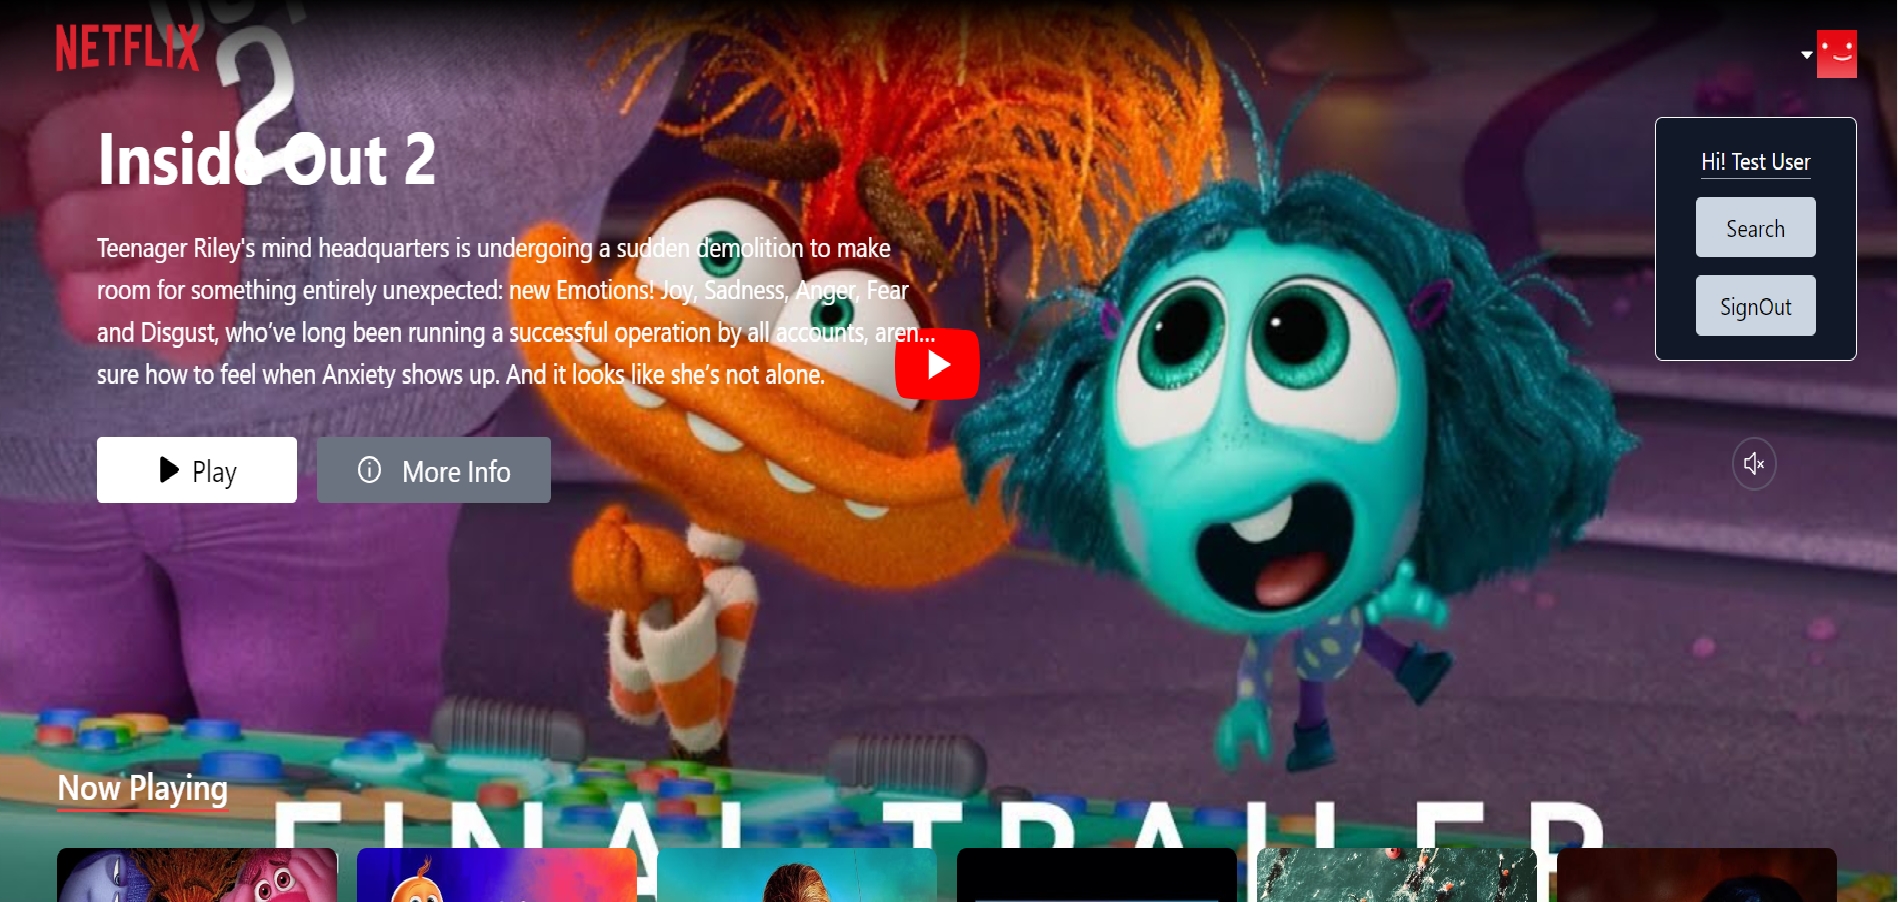 NETFLIX
2
Inside Out 2
Hi! Test User
Search
SignOut
Teenager Riley's mind headquarters is undergoing a sudden demolition to make
room for something entirely unexpected: new Emotions! Joy, Sadness, Anger, Fear
and Disgust, who’ve long been running a successful operation by all accounts, aren...
sure how to feel when Anxiety shows up. And it looks like she’s not alone.
Play
More Info
Now Playing
FINAL TRAILER